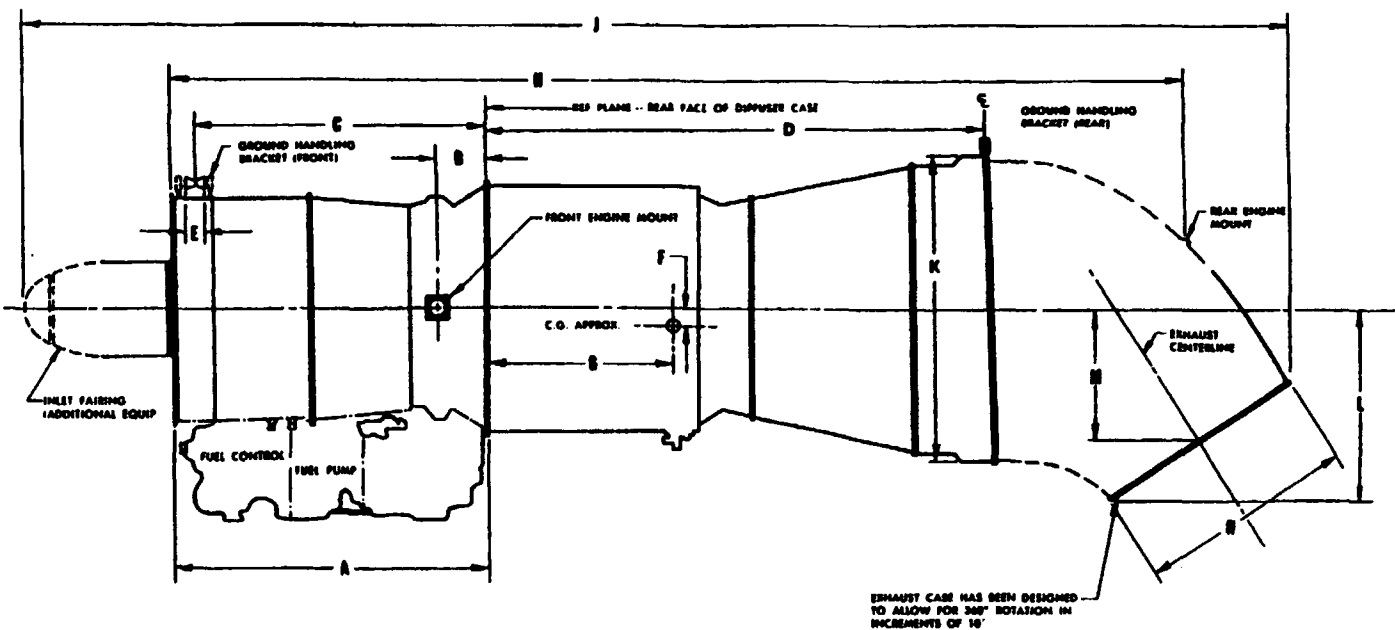 J
H
REF PLANE -- REAR FACE OF DIFFUSER CASE
℄
GROUND HANDLING
BRACKET (REAR)
C
D
GROUND HANDLING
BRACKET (FRONT)
B
FRONT ENGINE MOUNT
REAR ENGINE
MOUNT
E
F
K
C.G. APPROX.
EXHAUST
CENTERLINE
G
M
L
INLET FAIRING
(ADDITIONAL EQUIP
FUEL CONTROL
FUEL PUMP
N
A
EXHAUST CASE HAS BEEN DESIGNED
TO ALLOW FOR 360° ROTATION IN
INCREMENTS OF 10°